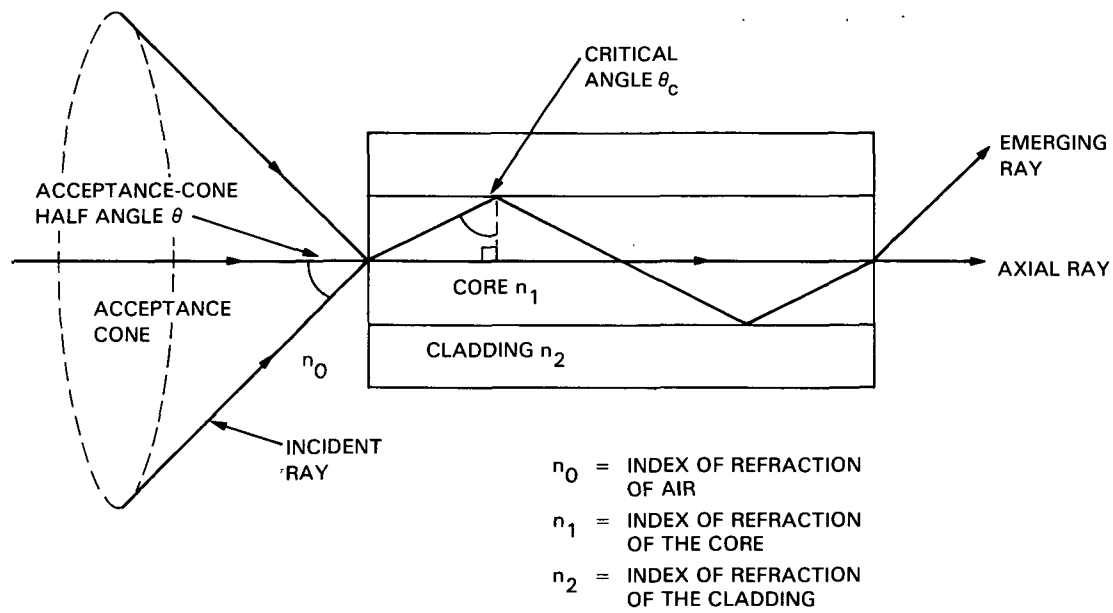 CRITICAL
ANGLE θc
EMERGING
RAY
ACCEPTANCE-CONE
HALF ANGLE θ
AXIAL RAY
CORE n1
ACCEPTANCE
CONE
CLADDING n2
n0
INCIDENT
RAY
n0 = INDEX OF REFRACTION
OF AIR
n1 = INDEX OF REFRACTION
OF THE CORE
n2 = INDEX OF REFRACTION
OF THE CLADDING